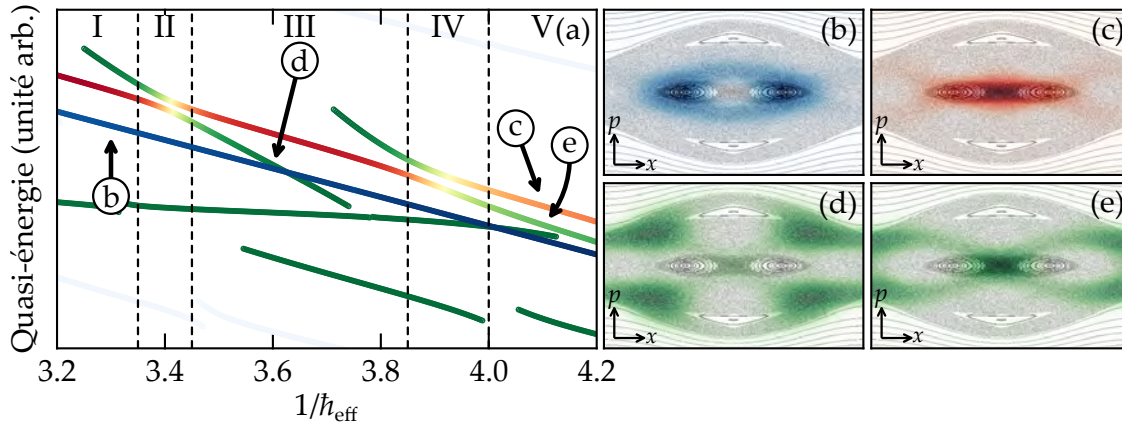 I II III IV V (a)
Quasi-énergie (unité arb.)
d
c
e
b
3.2 3.4 3.6 3.8 4.0 4.2
1/ħeff
(b)
p
x
(c)
p
x
(d)
p
x
(e)
p
x